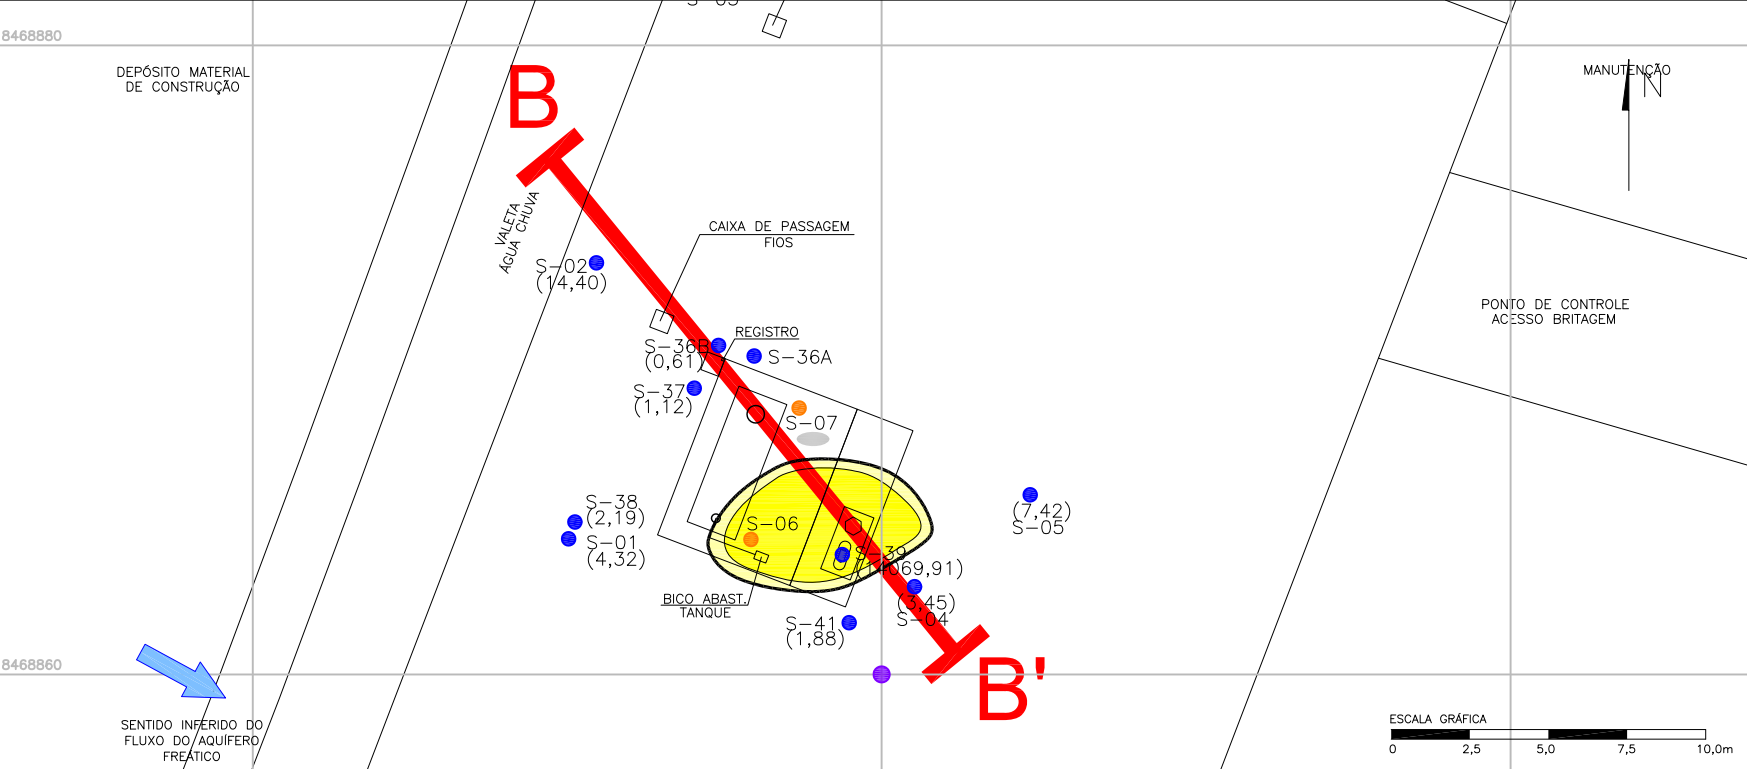 8468880
DEPÓSITO MATERIAL
DE CONSTRUÇÃO
B
MANUTENÇÃO
N
VALETA
ÁGUA CHUVA
CAIXA DE PASSAGEM
FIOS
S-02
(14,40)
PONTO DE CONTROLE
ACESSO BRITAGEM
REGISTRO
S-36B
(0,61)
S-36A
S-37
(1,12)
S-07
S-38
(2,19)
S-01
(4,32)
S-06
(7,42)
S-05
S-39
(14069,91)
BICO ABAST.
TANQUE
(3,45)
S-04
S-41
(1,88)
8468860
B'
SENTIDO INFERIDO DO
FLUXO DO AQUÍFERO
FREÁTICO
ESCALA GRÁFICA
0 2,5 5,0 7,5 10,0m